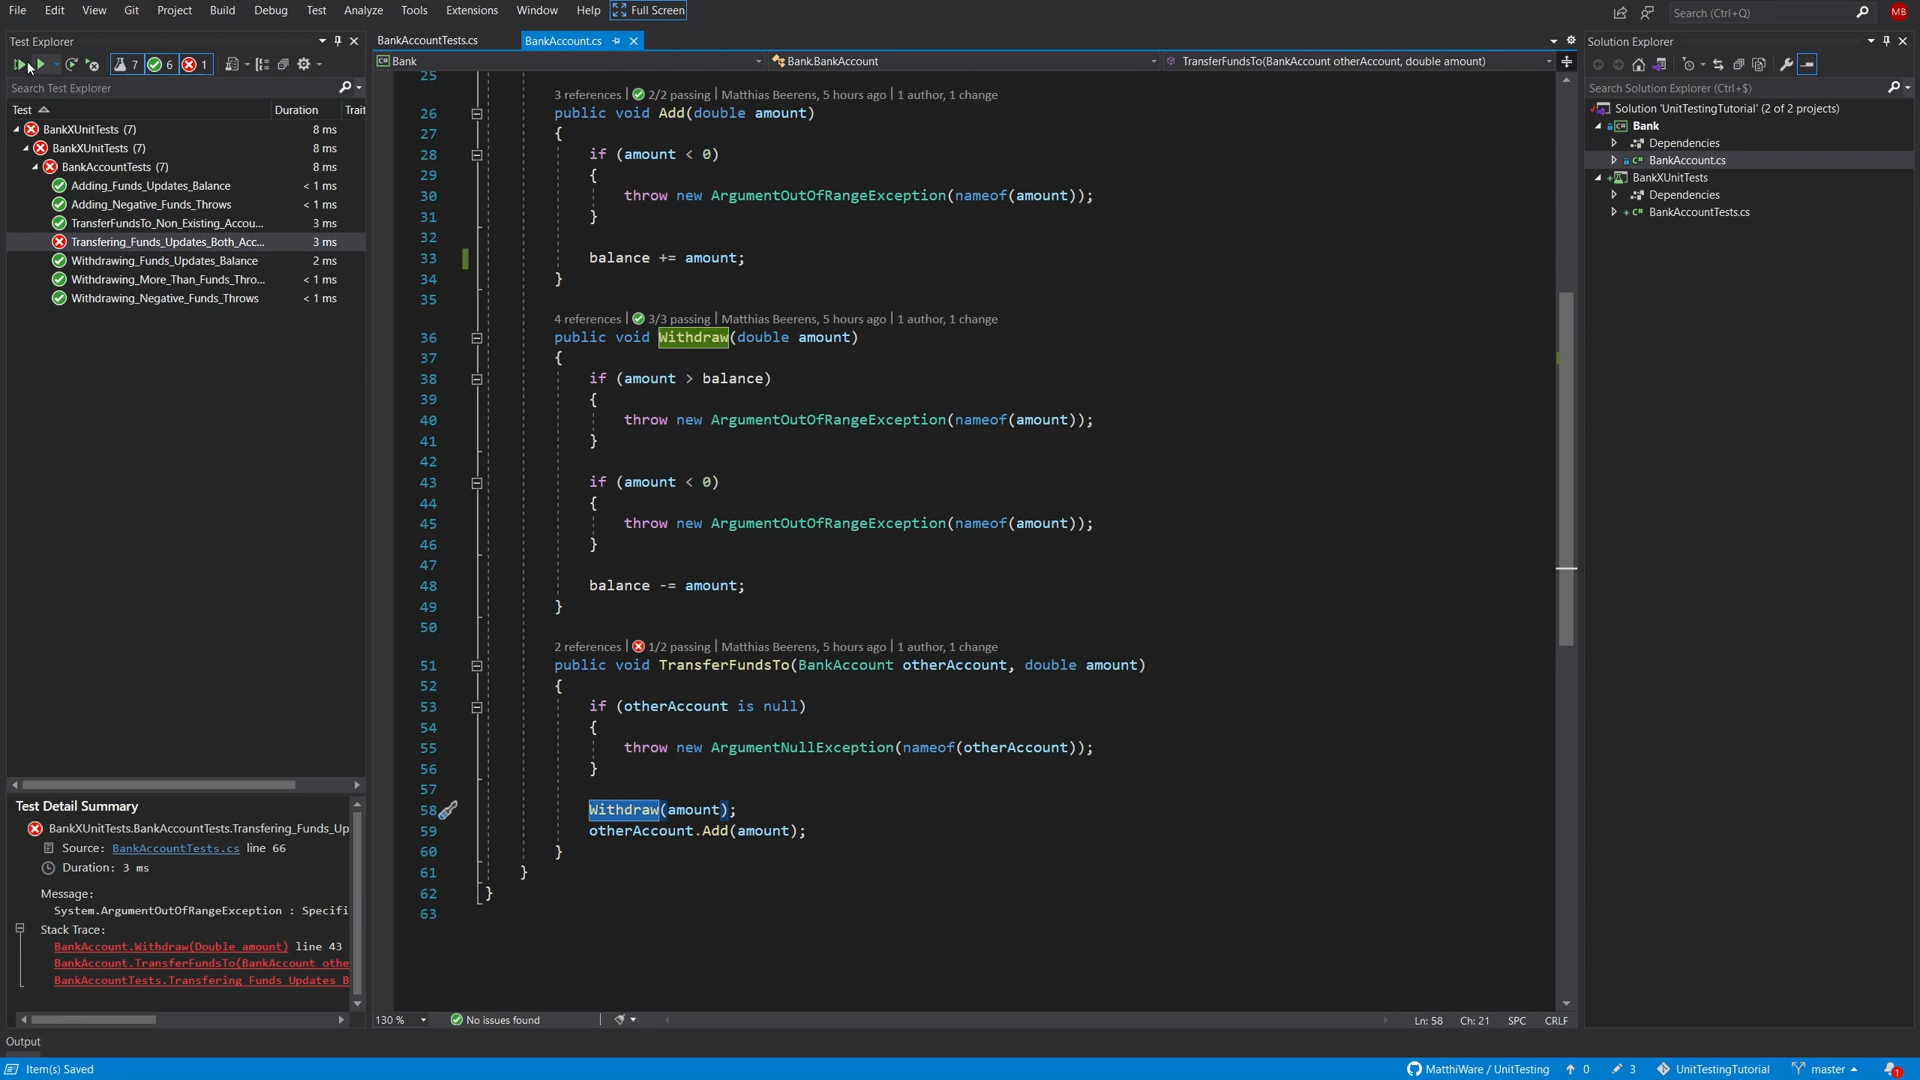 File Edit View Git Project Build Debug Test Analyze Tools Extensions Window Help Full Screen Search (Ctrl+Q) MB
Test Explorer
7 6 1
Search Test Explorer
Test Duration Trait
BankXUnitTests (7) 8 ms
BankXUnitTests (7) 8 ms
BankAccountTests (7) 8 ms
Adding_Funds_Updates_Balance < 1 ms
Adding_Negative_Funds_Throws < 1 ms
TransferFundsTo_Non_Existing_Accou... 3 ms
Transfering_Funds_Updates_Both_Acc... 3 ms
Withdrawing_Funds_Updates_Balance 2 ms
Withdrawing_More_Than_Funds_Thro... < 1 ms
Withdrawing_Negative_Funds_Throws < 1 ms
Test Detail Summary
BankXUnitTests.BankAccountTests.Transfering_Funds_Up
Source: BankAccountTests.cs line 66
Duration: 3 ms
Message:
System.ArgumentOutOfRangeException : Specifi
Stack Trace:
BankAccount.Withdraw(Double amount) line 43
BankAccount.TransferFundsTo(BankAccount othe
BankAccountTests.Transfering_Funds_Updates_B
BankAccountTests.cs BankAccount.cs
Bank Bank.BankAccount TransferFundsTo(BankAccount otherAccount, double amount)
25
3 references | 2/2 passing | Matthias Beerens, 5 hours ago | 1 author, 1 change
26 public void Add(double amount)
27 {
28 if (amount < 0)
29 {
30 throw new ArgumentOutOfRangeException(nameof(amount));
31 }
32
33 balance += amount;
34 }
35
4 references | 3/3 passing | Matthias Beerens, 5 hours ago | 1 author, 1 change
36 public void Withdraw(double amount)
37 {
38 if (amount > balance)
39 {
40 throw new ArgumentOutOfRangeException(nameof(amount));
41 }
42
43 if (amount < 0)
44 {
45 throw new ArgumentOutOfRangeException(nameof(amount));
46 }
47
48 balance -= amount;
49 }
50
2 references | 1/2 passing | Matthias Beerens, 5 hours ago | 1 author, 1 change
51 public void TransferFundsTo(BankAccount otherAccount, double amount)
52 {
53 if (otherAccount is null)
54 {
55 throw new ArgumentNullException(nameof(otherAccount));
56 }
57
58 Withdraw(amount);
59 otherAccount.Add(amount);
60 }
61 }
62 }
63
130 % No issues found Ln: 58 Ch: 21 SPC CRLF
Solution Explorer
Search Solution Explorer (Ctrl+$)
Solution 'UnitTestingTutorial' (2 of 2 projects)
Bank
Dependencies
BankAccount.cs
BankXUnitTests
Dependencies
BankAccountTests.cs
Output
Item(s) Saved MatthiWare / UnitTesting 0 3 UnitTestingTutorial master 1